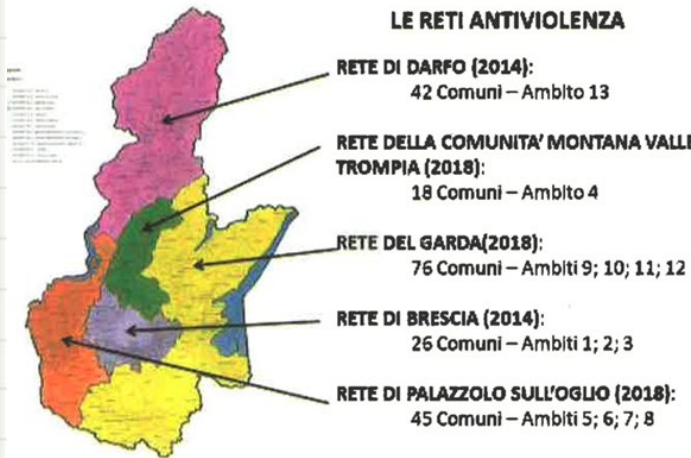 LE RETI ANTIVIOLENZA
RETE DI DARFO (2014):
42 Comuni – Ambito 13
RETE DELLA COMUNITA' MONTANA VALLE
TROMPIA (2018):
18 Comuni – Ambito 4
RETE DEL GARDA(2018):
76 Comuni – Ambiti 9; 10; 11; 12
RETE DI BRESCIA (2014):
26 Comuni – Ambiti 1; 2; 3
RETE DI PALAZZOLO SULL'OGLIO (2018):
45 Comuni – Ambiti 5; 6; 7; 8